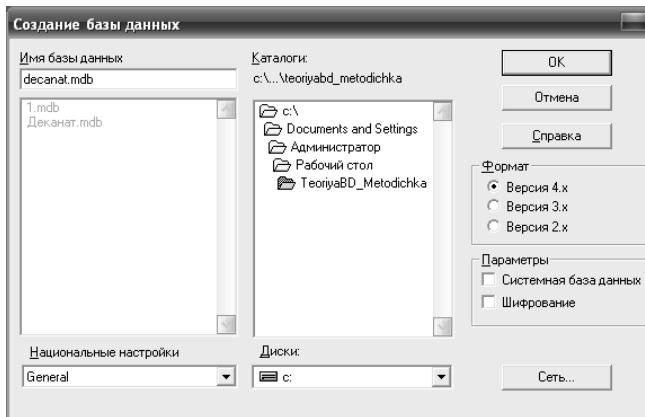 Создание базы данных
Имя базы данных
decanat.mdb
1.mdb
Деканат.mdb
Национальные настройки
General
Каталоги:
c:\...\teoriyabd_metodichka
c:\
Documents and Settings
Администратор
Рабочий стол
TeoriyaBD_Metodichka
Диски:
c:
OK
Отмена
Справка
Формат
Версия 4.x
Версия 3.x
Версия 2.x
Параметры
Системная база данных
Шифрование
Сеть...